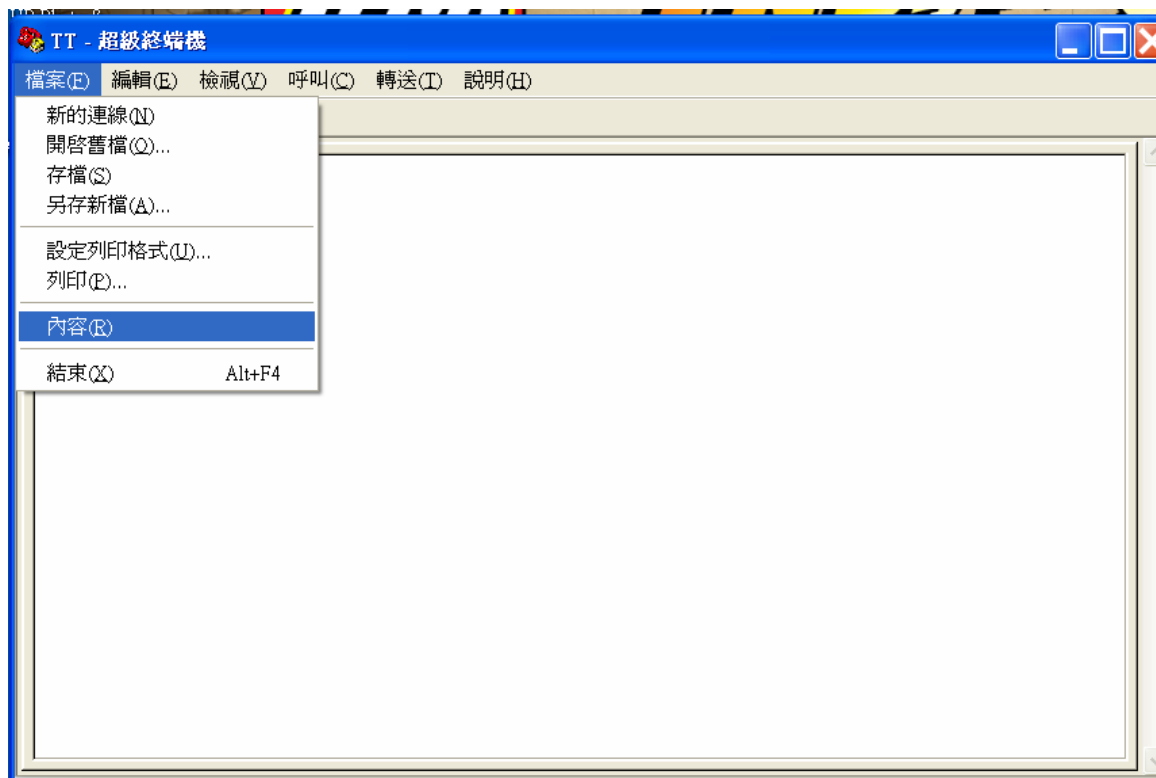 TT - 超級終端機
檔案(F) 編輯(E) 檢視(V) 呼叫(C) 轉送(T) 說明(H)
新的連線(N)
開啓舊檔(O)...
存檔(S)
另存新檔(A)...
設定列印格式(U)...
列印(P)...
內容(R)
結束(X) Alt+F4